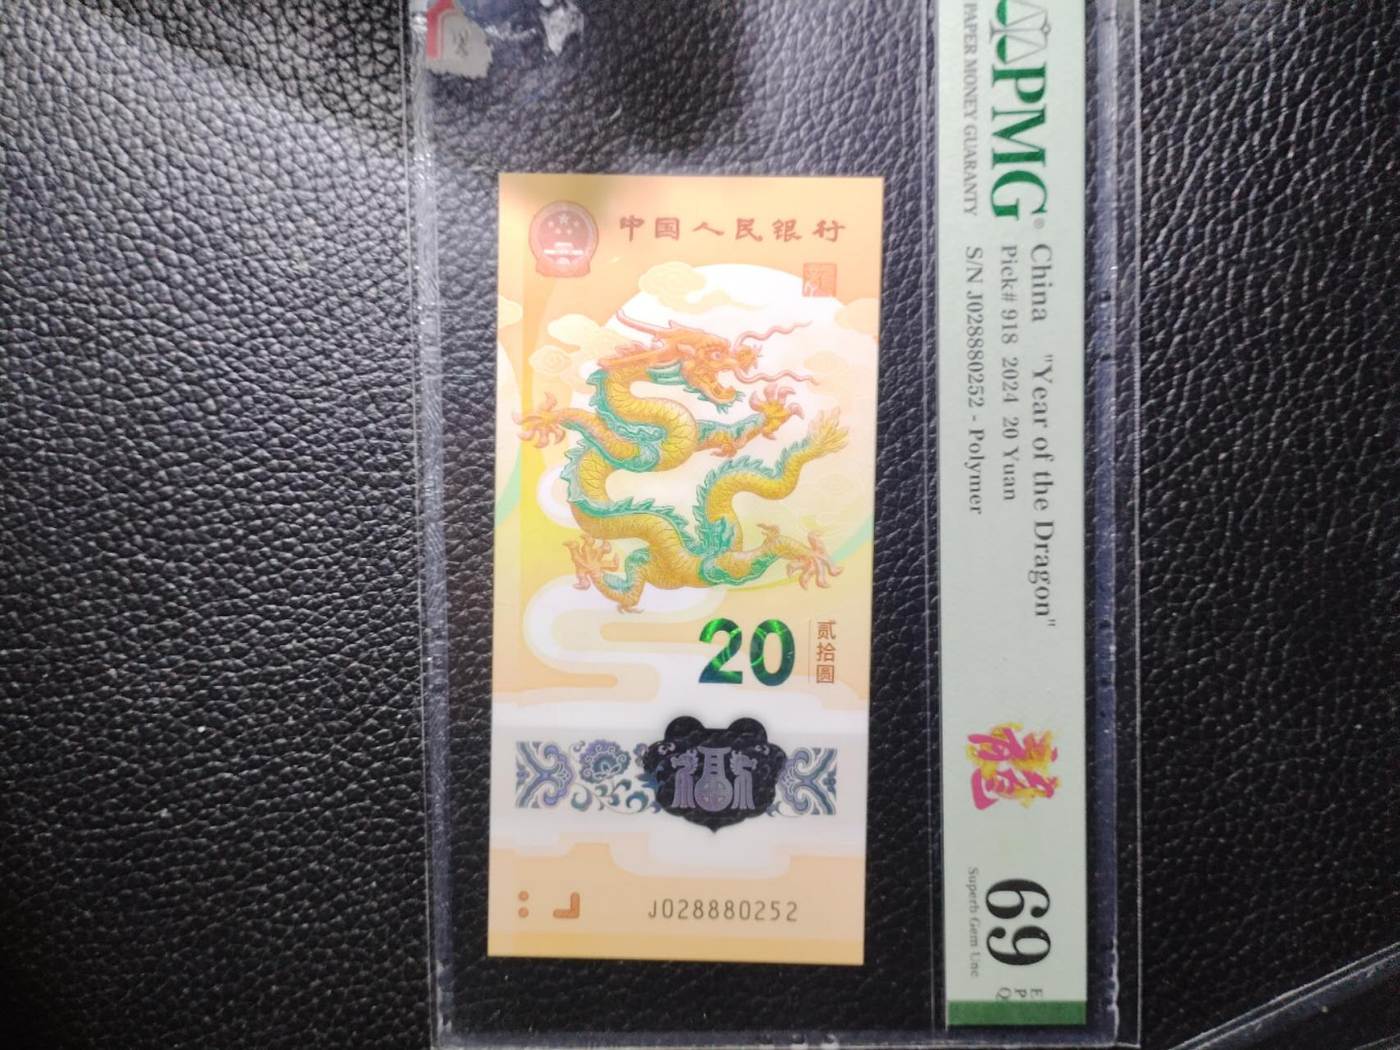 中国人民银行
20
贰拾圆
福
J028880252
PMG®
PAPER MONEY GUARANTY
China "Year of the Dragon"
Pick# 918 2024 20 Yuan
S/N J028880252 - Polymer
69
Superb Gem Unc
E
P
Q